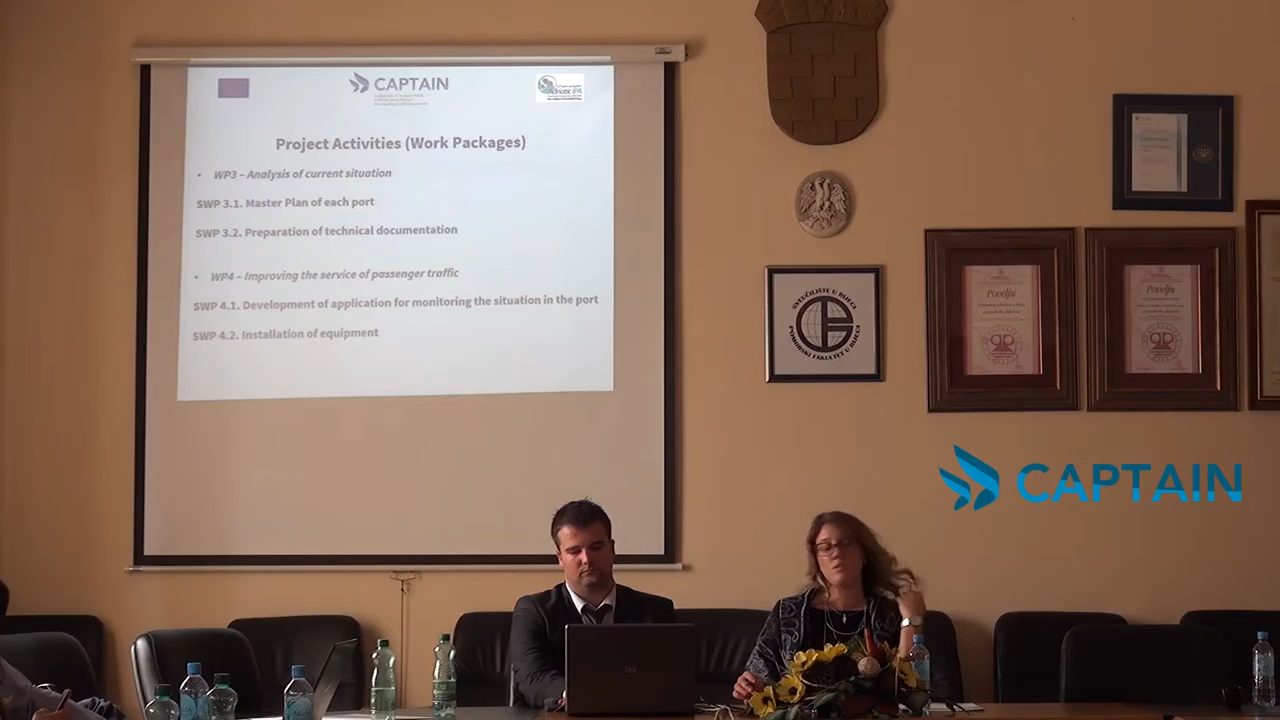 CAPTAIN
Adriatic IPA
Project Activities (Work Packages)
• WP3 – Analysis of current situation
SWP 3.1. Master Plan of each port
SWP 3.2. Preparation of technical documentation
• WP4 – Improving the service of passenger traffic
SWP 4.1. Development of application for monitoring the situation in the port
SWP 4.2. Installation of equipment
SVEUČILIŠTE U RIJECI
POMORSKI FAKULTET U RIJECI
Povelju
Povelju
CAPTAIN
hp